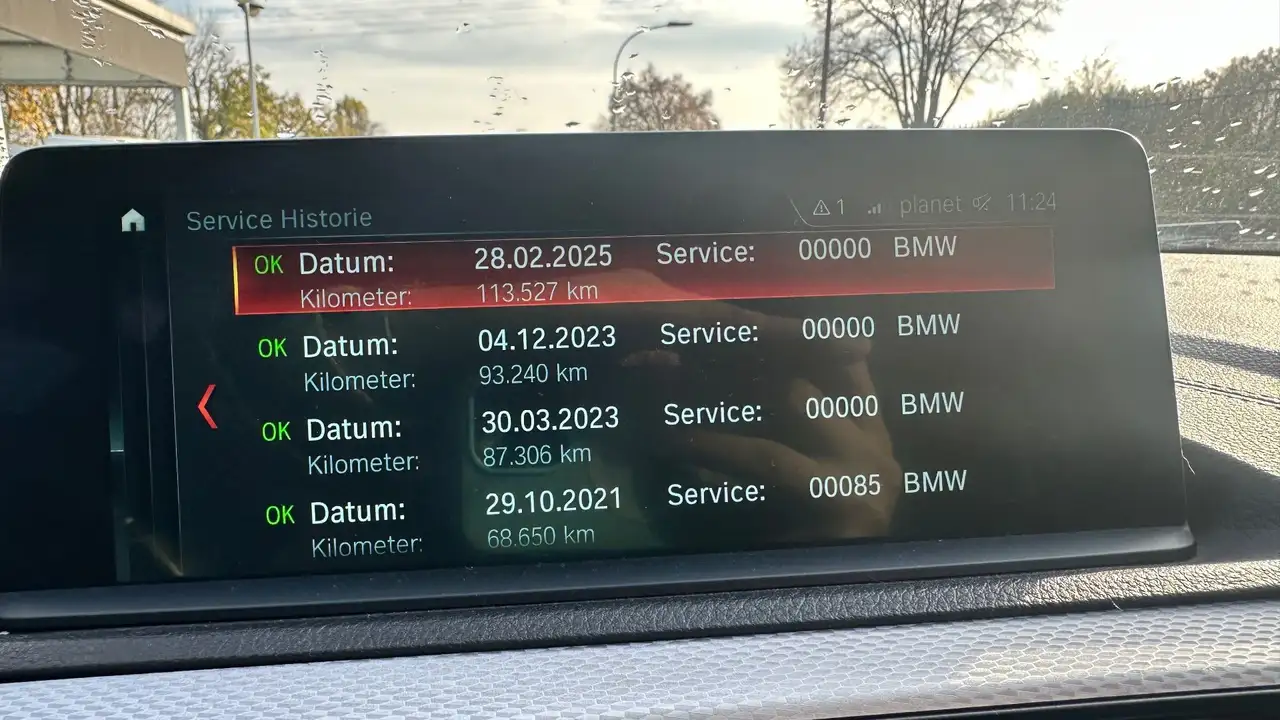 Service Historie 1 planet 11:24
OK Datum: 28.02.2025 Service: 00000 BMW
Kilometer: 113.527 km
OK Datum: 04.12.2023 Service: 00000 BMW
Kilometer: 93.240 km
OK Datum: 30.03.2023 Service: 00000 BMW
Kilometer: 87.306 km
OK Datum: 29.10.2021 Service: 00085 BMW
Kilometer: 68.650 km